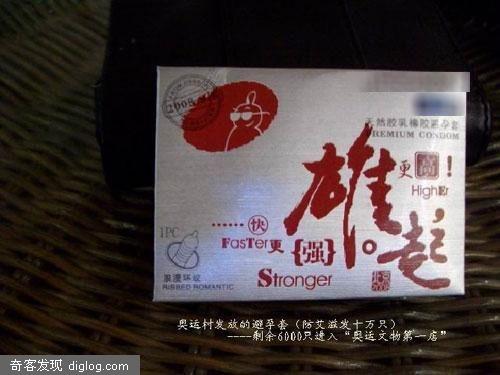 2008
天然胶乳橡胶避孕套
PREMIUM CONDOM
雄起
更高!
HighEr
……快
FasTer更
{强}
Stronger
1PC
浪漫环纹
RIBBED ROMANTIC
奥运村发放的避孕套（防艾滋发十万只）
----剩余6000只进入“奥运文物第一店”
奇客发现 diglog.com